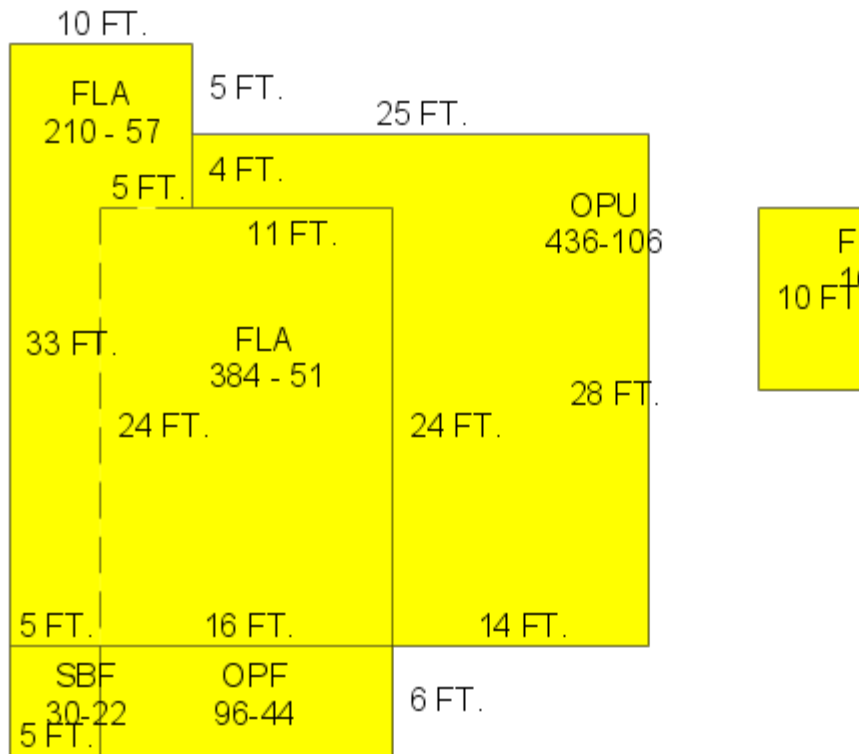 10 FT.
FLA
210 - 57
5 FT.
25 FT.
5 FT.
4 FT.
11 FT.
OPU
436-106
10 FT
33 FT.
FLA
384 - 51
28 FT.
24 FT.
24 FT.
5 FT.
16 FT.
14 FT.
SBF
30-22
OPF
96-44
6 FT.
5 FT.